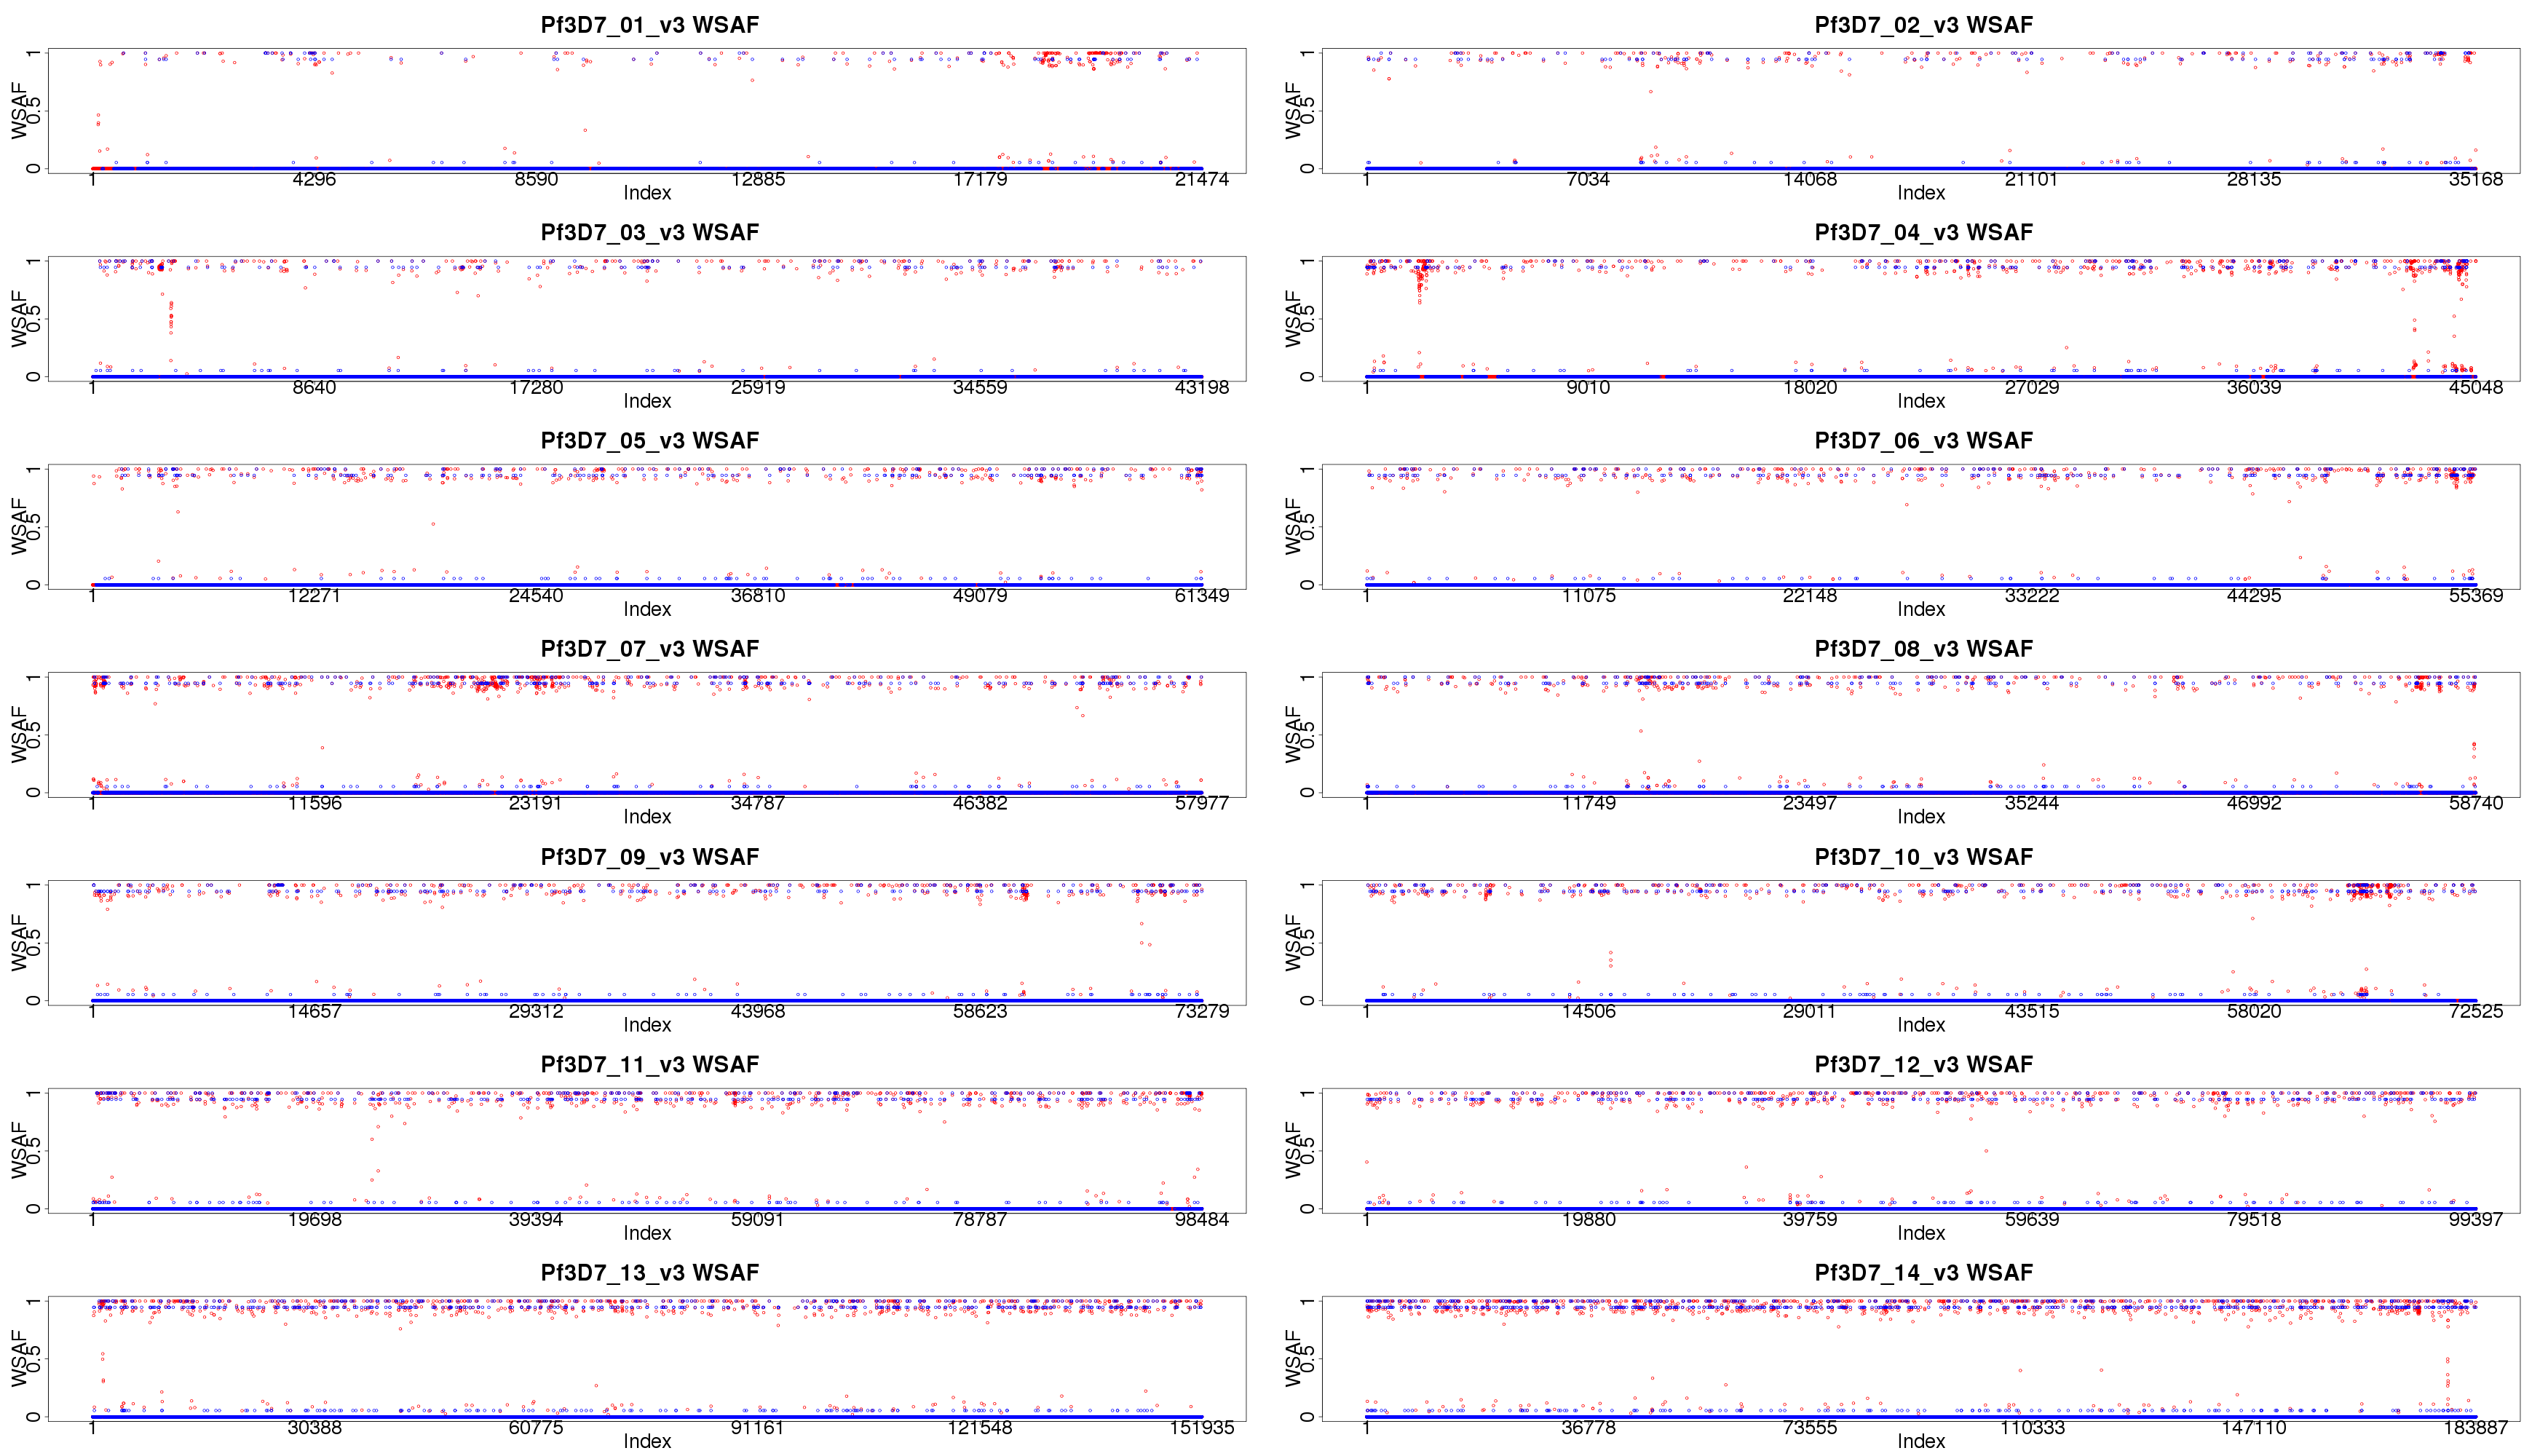 Pf3D7_01_v3 WSAF
WSAF
0 0.5 1
1 4296 8590 12885 17179 21474
Index
Pf3D7_02_v3 WSAF
WSAF
0 0.5 1
1 7034 14068 21101 28135 35168
Index
Pf3D7_03_v3 WSAF
WSAF
0 0.5 1
1 8640 17280 25919 34559 43198
Index
Pf3D7_04_v3 WSAF
WSAF
0 0.5 1
1 9010 18020 27029 36039 45048
Index
Pf3D7_05_v3 WSAF
WSAF
0 0.5 1
1 12271 24540 36810 49079 61349
Index
Pf3D7_06_v3 WSAF
WSAF
0 0.5 1
1 11075 22148 33222 44295 55369
Index
Pf3D7_07_v3 WSAF
WSAF
0 0.5 1
1 11596 23191 34787 46382 57977
Index
Pf3D7_08_v3 WSAF
WSAF
0 0.5 1
1 11749 23497 35244 46992 58740
Index
Pf3D7_09_v3 WSAF
WSAF
0 0.5 1
1 14657 29312 43968 58623 73279
Index
Pf3D7_10_v3 WSAF
WSAF
0 0.5 1
1 14506 29011 43515 58020 72525
Index
Pf3D7_11_v3 WSAF
WSAF
0 0.5 1
1 19698 39394 59091 78787 98484
Index
Pf3D7_12_v3 WSAF
WSAF
0 0.5 1
1 19880 39759 59639 79518 99397
Index
Pf3D7_13_v3 WSAF
WSAF
0 0.5 1
1 30388 60775 91161 121548 151935
Index
Pf3D7_14_v3 WSAF
WSAF
0 0.5 1
1 36778 73555 110333 147110 183887
Index